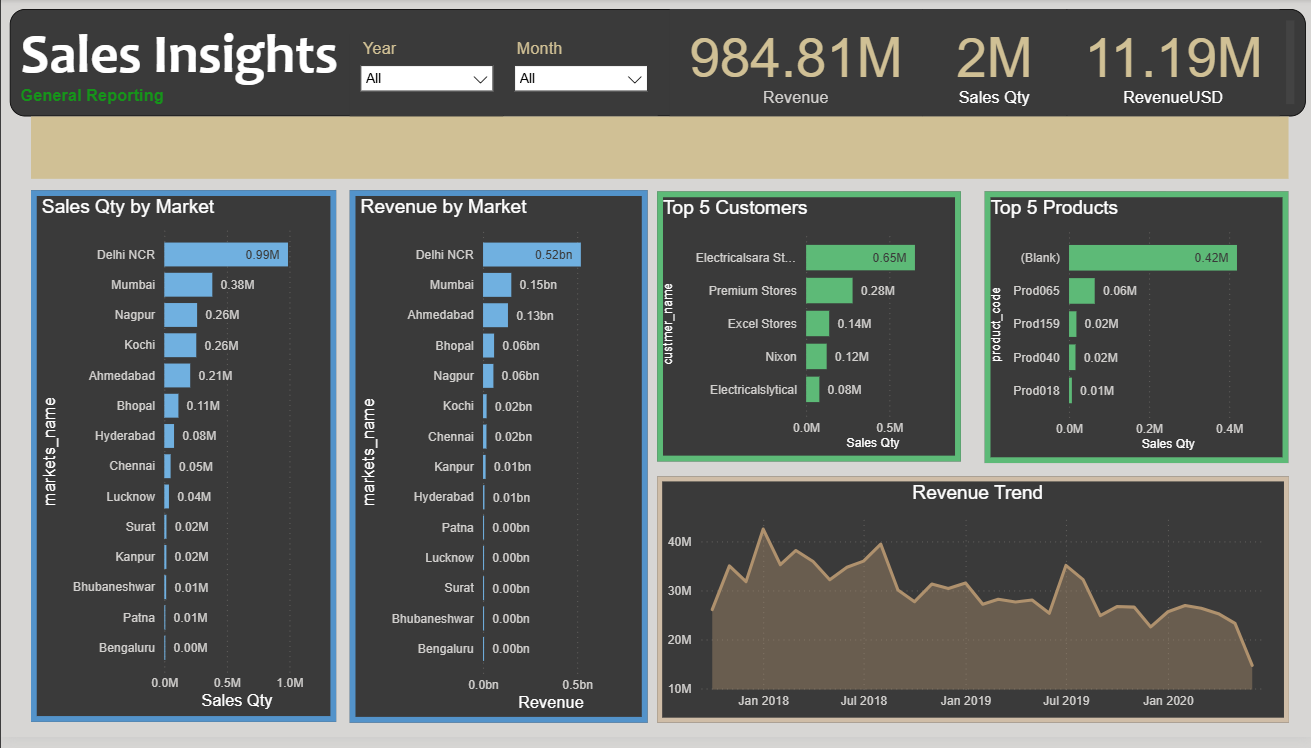 Sales Insights
General Reporting
Year
All
Month
All
984.81M
Revenue
2M
Sales Qty
11.19M
RevenueUSD
Sales Qty by Market
markets_name
Delhi NCR 0.99M
Mumbai 0.38M
Nagpur 0.26M
Kochi 0.26M
Ahmedabad 0.21M
Bhopal 0.11M
Hyderabad 0.08M
Chennai 0.05M
Lucknow 0.04M
Surat 0.02M
Kanpur 0.02M
Bhubaneshwar 0.01M
Patna 0.01M
Bengaluru 0.00M
0.0M 0.5M 1.0M
Sales Qty
Revenue by Market
markets_name
Delhi NCR 0.52bn
Mumbai 0.15bn
Ahmedabad 0.13bn
Bhopal 0.06bn
Nagpur 0.06bn
Kochi 0.02bn
Chennai 0.02bn
Kanpur 0.01bn
Hyderabad 0.01bn
Patna 0.00bn
Lucknow 0.00bn
Surat 0.00bn
Bhubaneshwar 0.00bn
Bengaluru 0.00bn
0.0bn 0.5bn
Revenue
Top 5 Customers
custmer_name
Electricalsara St... 0.65M
Premium Stores 0.28M
Excel Stores 0.14M
Nixon 0.12M
Electricalslytical 0.08M
0.0M 0.5M
Sales Qty
Top 5 Products
product_code
(Blank) 0.42M
Prod065 0.06M
Prod159 0.02M
Prod040 0.02M
Prod018 0.01M
0.0M 0.2M 0.4M
Sales Qty
Revenue Trend
40M
30M
20M
10M
Jan 2018 Jul 2018 Jan 2019 Jul 2019 Jan 2020